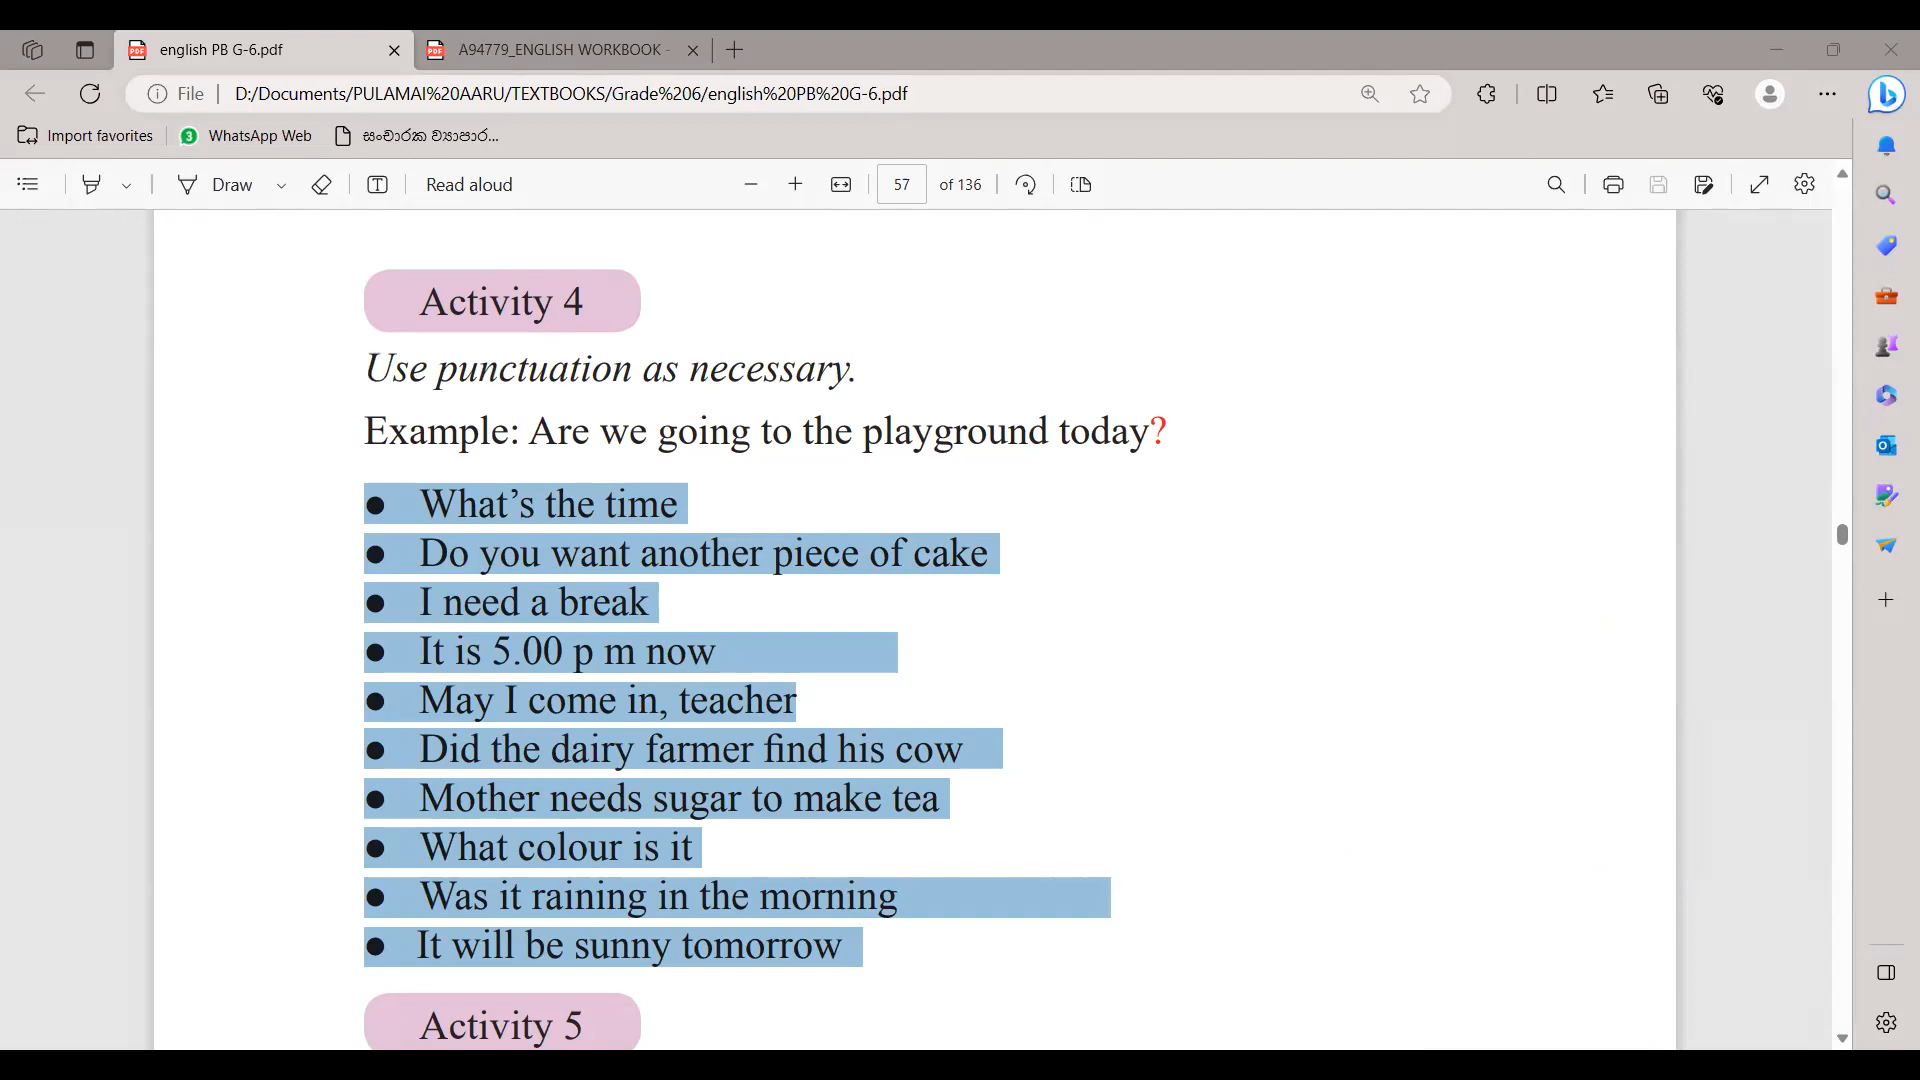 english PB G-6.pdf
A94779_ENGLISH WORKBOOK -
File D:/Documents/PULAMAI%20AARU/TEXTBOOKS/Grade%206/english%20PB%20G-6.pdf
Import favorites
3 WhatsApp Web
සංචාරක ව්‍යාපාර...
Draw
Read aloud
57 of 136
Activity 4
Use punctuation as necessary.
Example: Are we going to the playground today?
● What’s the time
● Do you want another piece of cake
● I need a break
● It is 5.00 p m now
● May I come in, teacher
● Did the dairy farmer find his cow
● Mother needs sugar to make tea
● What colour is it
● Was it raining in the morning
● It will be sunny tomorrow
Activity 5